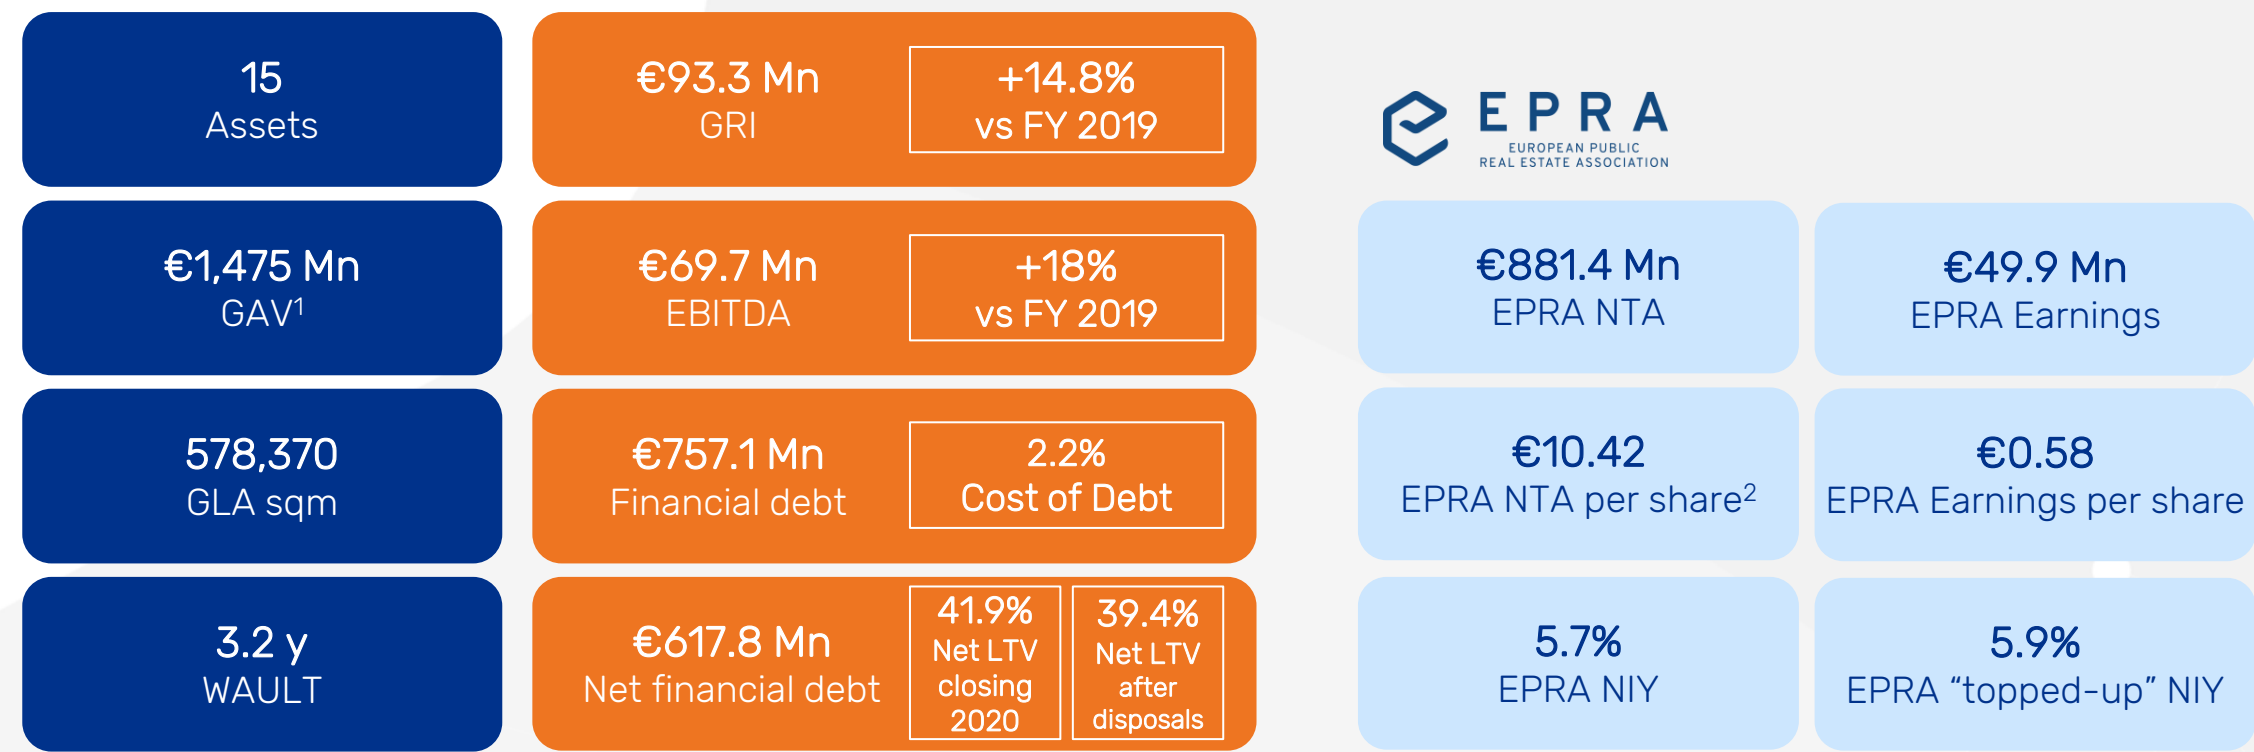 15
Assets
€1,475 Mn
GAV¹
578,370
GLA sqm
3.2 y
WAULT
€93.3 Mn
GRI
+14.8%
vs FY 2019
€69.7 Mn
EBITDA
+18%
vs FY 2019
€757.1 Mn
Financial debt
2.2%
Cost of Debt
€617.8 Mn
Net financial debt
41.9%
Net LTV
closing
2020
39.4%
Net LTV
after
disposals
EPRA
EUROPEAN PUBLIC
REAL ESTATE ASSOCIATION
€881.4 Mn
EPRA NTA
€49.9 Mn
EPRA Earnings
€10.42
EPRA NTA per share²
€0.58
EPRA Earnings per share
5.7%
EPRA NIY
5.9%
EPRA “topped-up” NIY